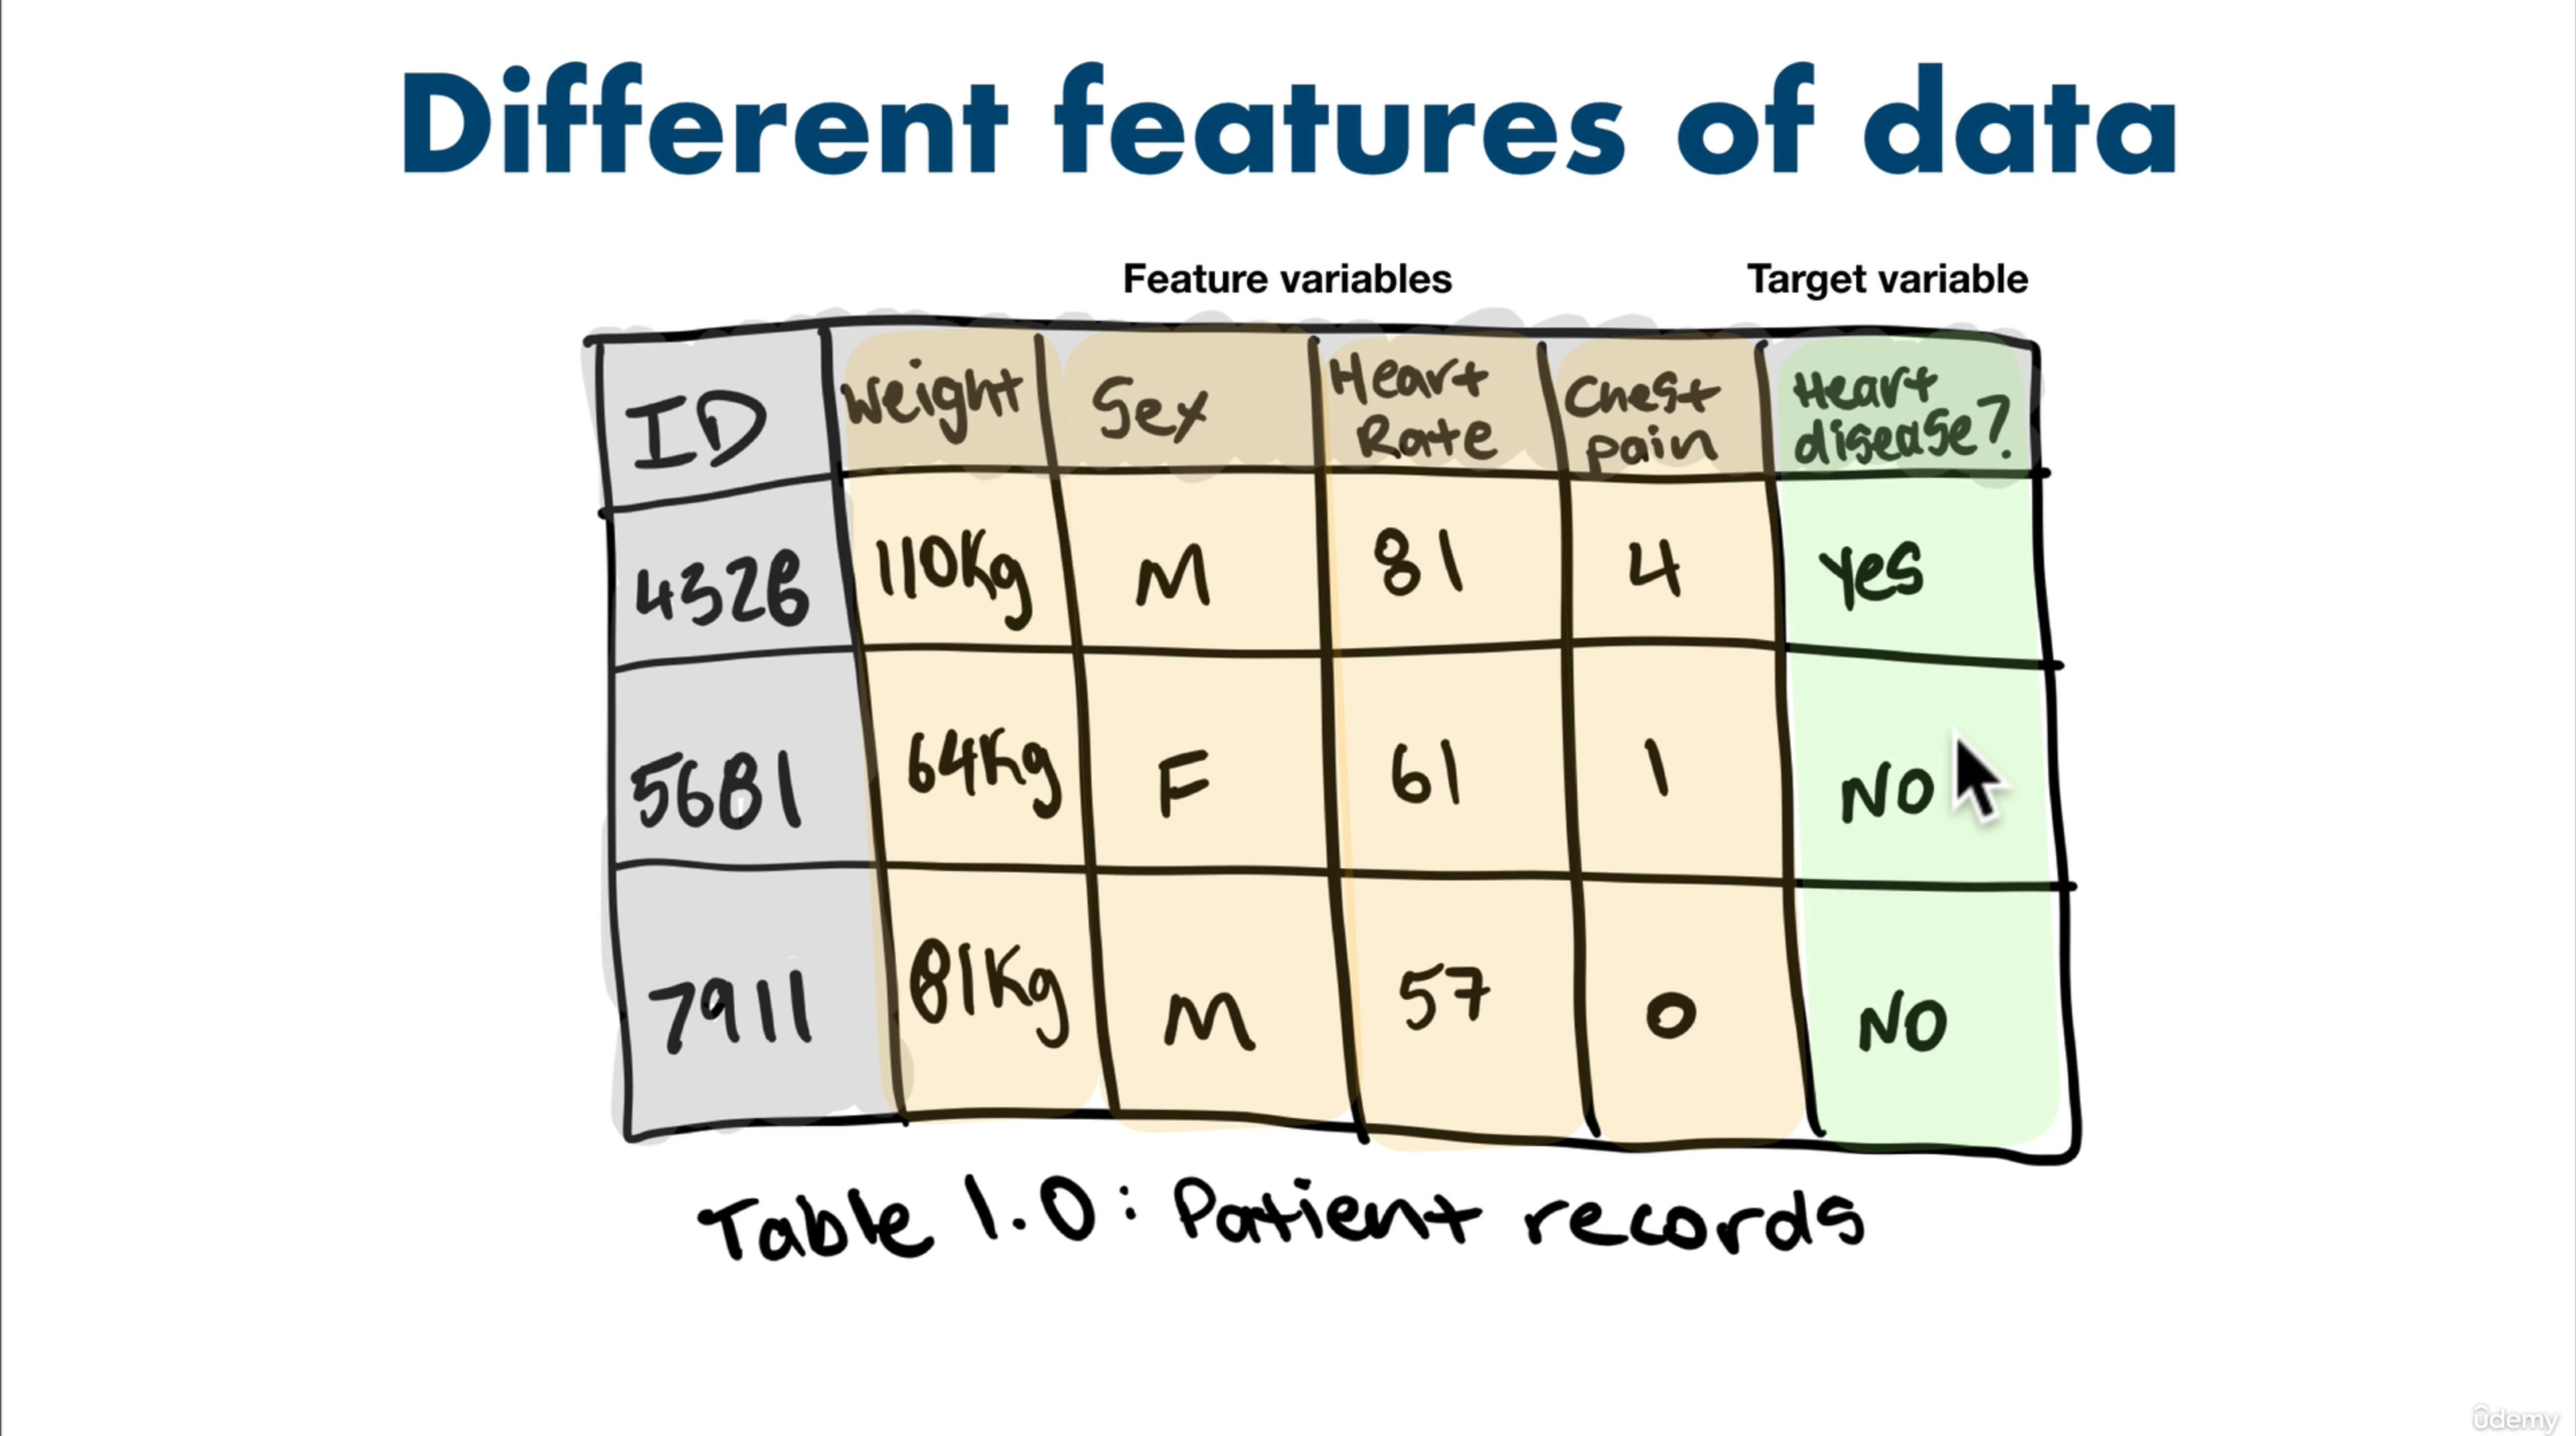 Different features of data
Feature variables Target variable
ID Weight Sex Heart Rate Chest pain Heart disease?
4326 110Kg M 81 4 Yes
5681 64Kg F 61 1 NO
7911 81Kg M 57 0 NO
Table 1.0: Patient records
ûdemy